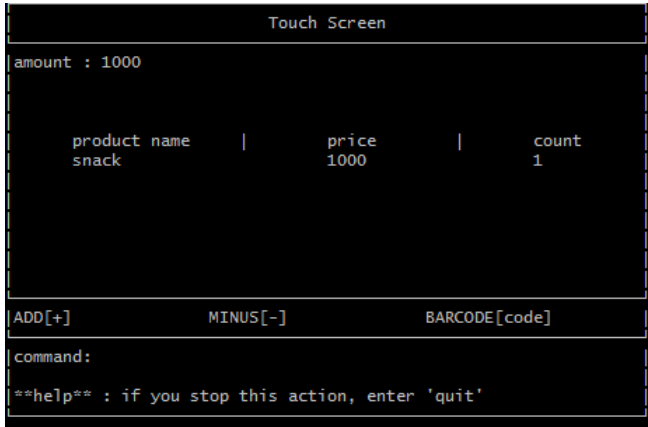 Touch Screen
amount : 1000
product name | price | count
snack 1000 1
ADD[+] MINUS[-] BARCODE[code]
command:
**help** : if you stop this action, enter 'quit'